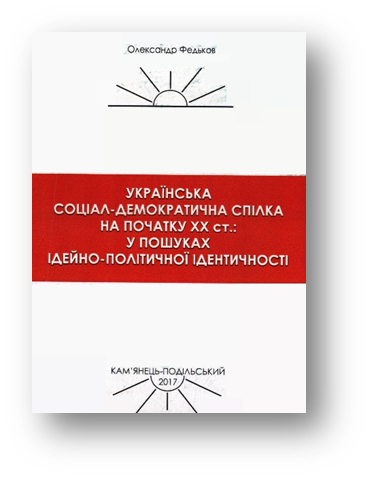 Олександр Федьков
УКРАЇНСЬКА
СОЦІАЛ-ДЕМОКРАТИЧНА СПІЛКА
НА ПОЧАТКУ ХХ ст.:
У ПОШУКАХ
ІДЕЙНО-ПОЛІТИЧНОЇ ІДЕНТИЧНОСТІ
КАМ'ЯНЕЦЬ-ПОДІЛЬСЬКИЙ
2017